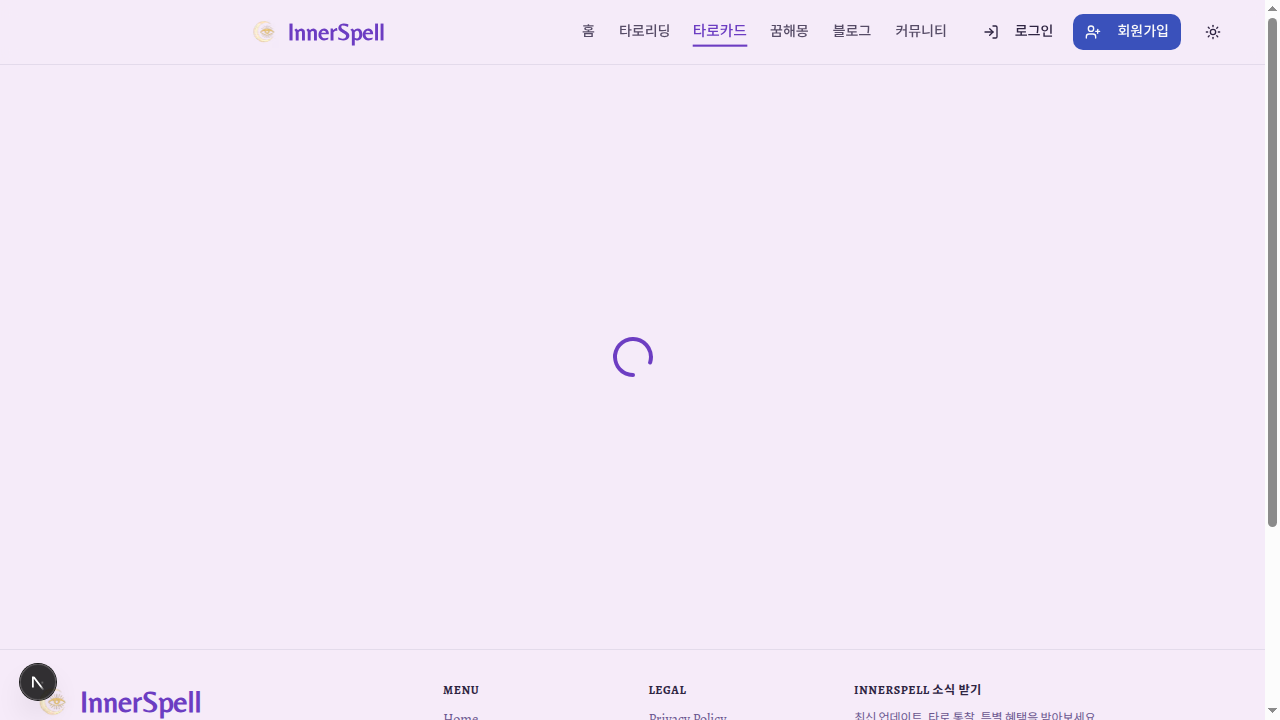 InnerSpell
홈 타로리딩 타로카드 꿈해몽 블로그 커뮤니티 로그인 회원가입
InnerSpell
MENU
Home
LEGAL
Privacy Policy
INNERSPELL 소식 받기
최신 업데이트, 타로 통찰, 특별 혜택을 받아보세요